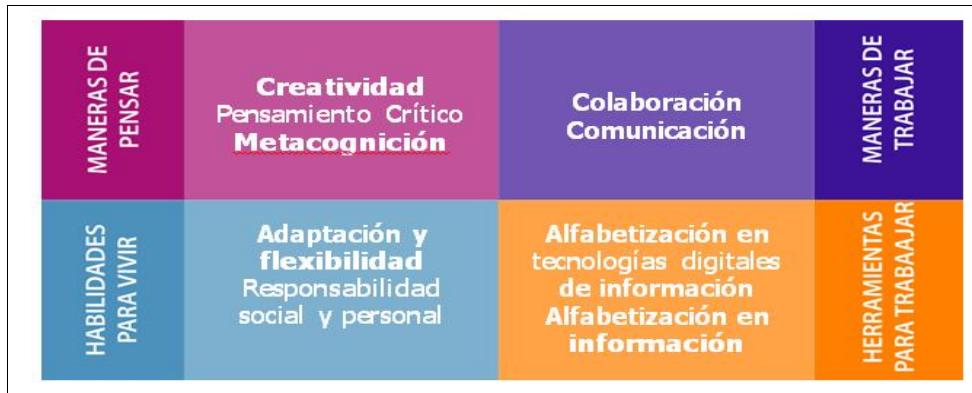 MANERAS DE
PENSAR
Creatividad
Pensamiento Crítico
Metacognición
Colaboración
Comunicación
MANERAS DE
TRABAJAR
HABILIDADES
PARA VIVIR
Adaptación y
flexibilidad
Responsabilidad
social y personal
Alfabetización en
tecnologías digitales
de información
Alfabetización en
información
HERRAMIENTAS
PARA TRABAAJAR